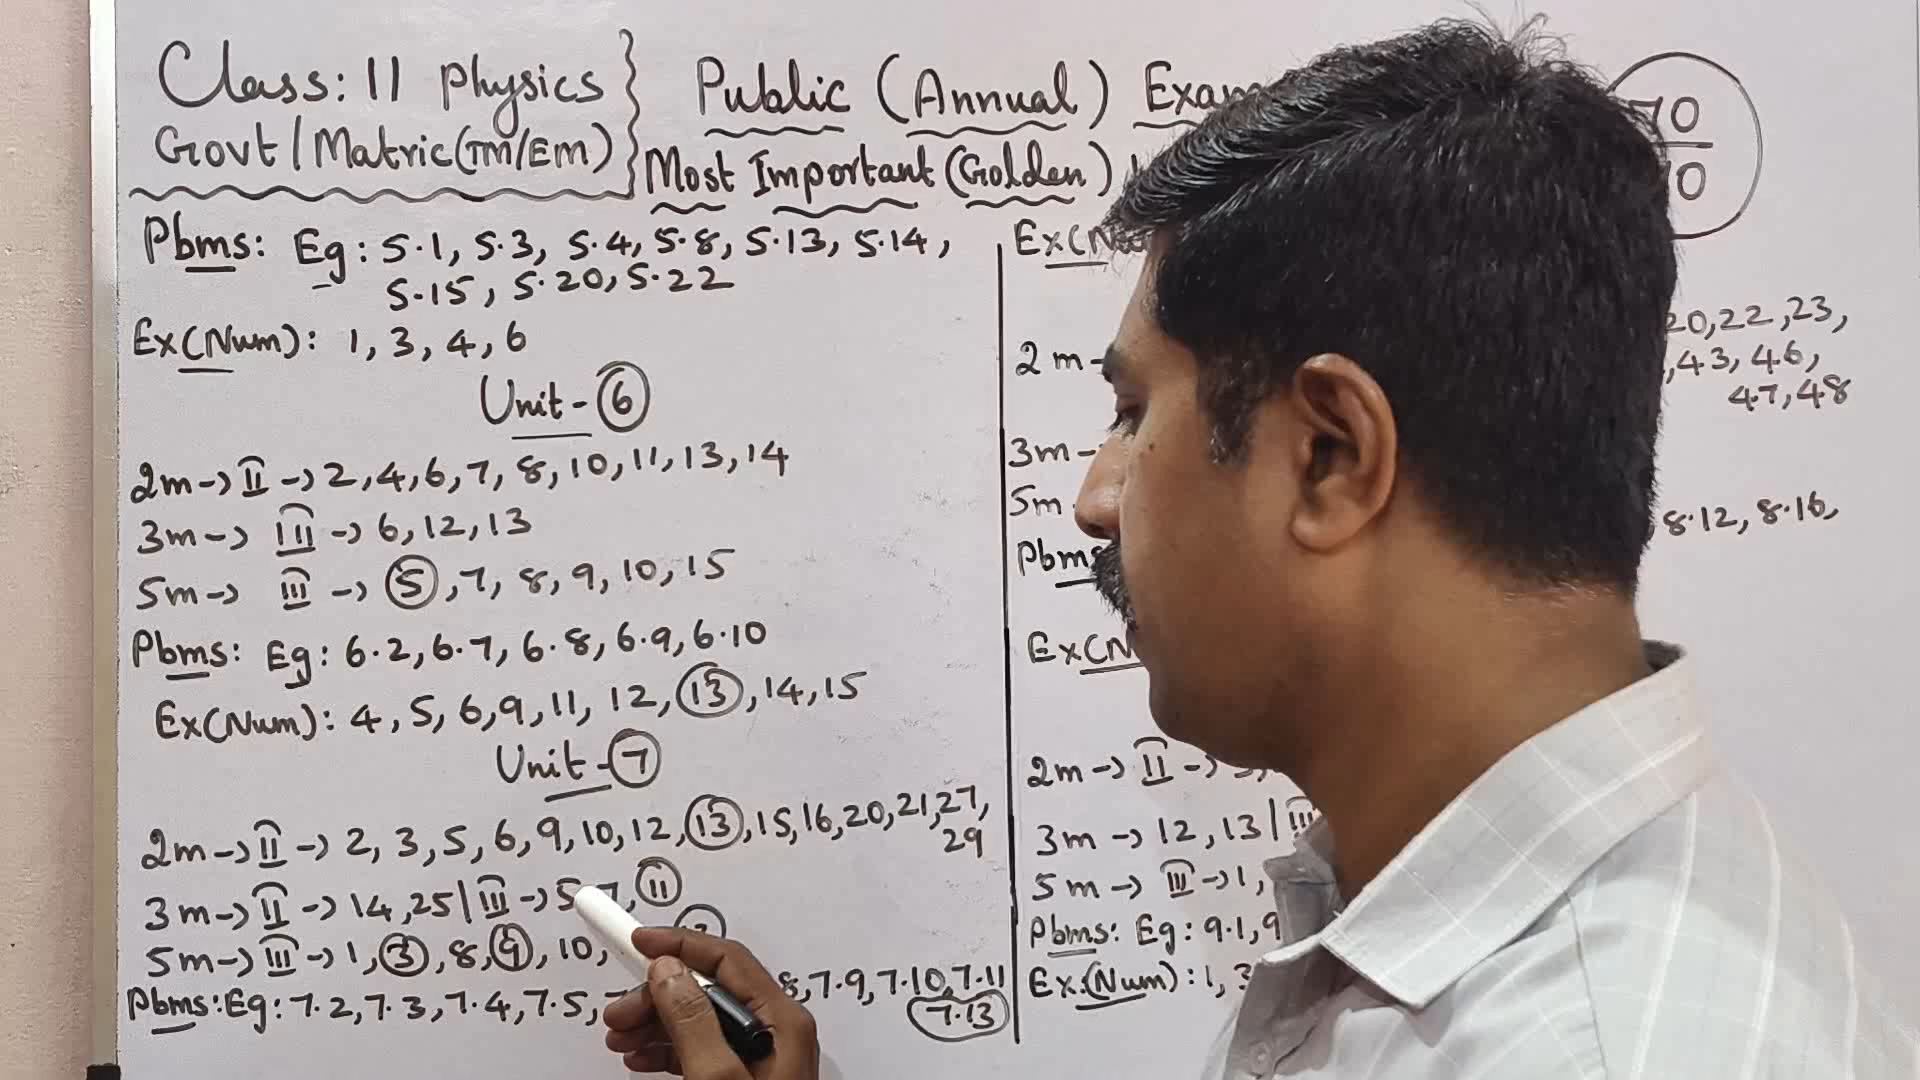 Class: 11 Physics
Govt/Matric(TM/EM)
Public (Annual) Exam
Most Important (Golden)
70
Pbms: Eg: 5.1, 5.3, 5.4, 5.8, 5.13, 5.14,
5.15, 5.20, 5.22
Ex(Num): 1, 3, 4, 6
Unit-6
2m→II→2,4,6,7,8,10,11,13,14
3m→III→6,12,13
5m→III→5,7,8,9,10,15
Pbms: Eg: 6.2,6.7,6.8,6.9,6.10
Ex(Num): 4, 5, 6, 9, 11, 12, 13, 14, 15
Unit-7
2m→II→2, 3, 5, 6, 9, 10, 12, 13, 15, 16, 20, 21, 27,
29
3m→II→14,25|III→5,7,11
5m→III→1,3,8,9,10,
Pbms: Eg: 7.2, 7.3, 7.4, 7.5, 7.9, 7.10, 7.11
7.13
20,22,23,
2m-
,43,46,
47,48
3m-
5m
8.12, 8.16,
Pbms
2m→II→
3m→12,13|III
5m→III→1,
Pbms: Eg: 9.1,9
Ex.(Num): 1, 3